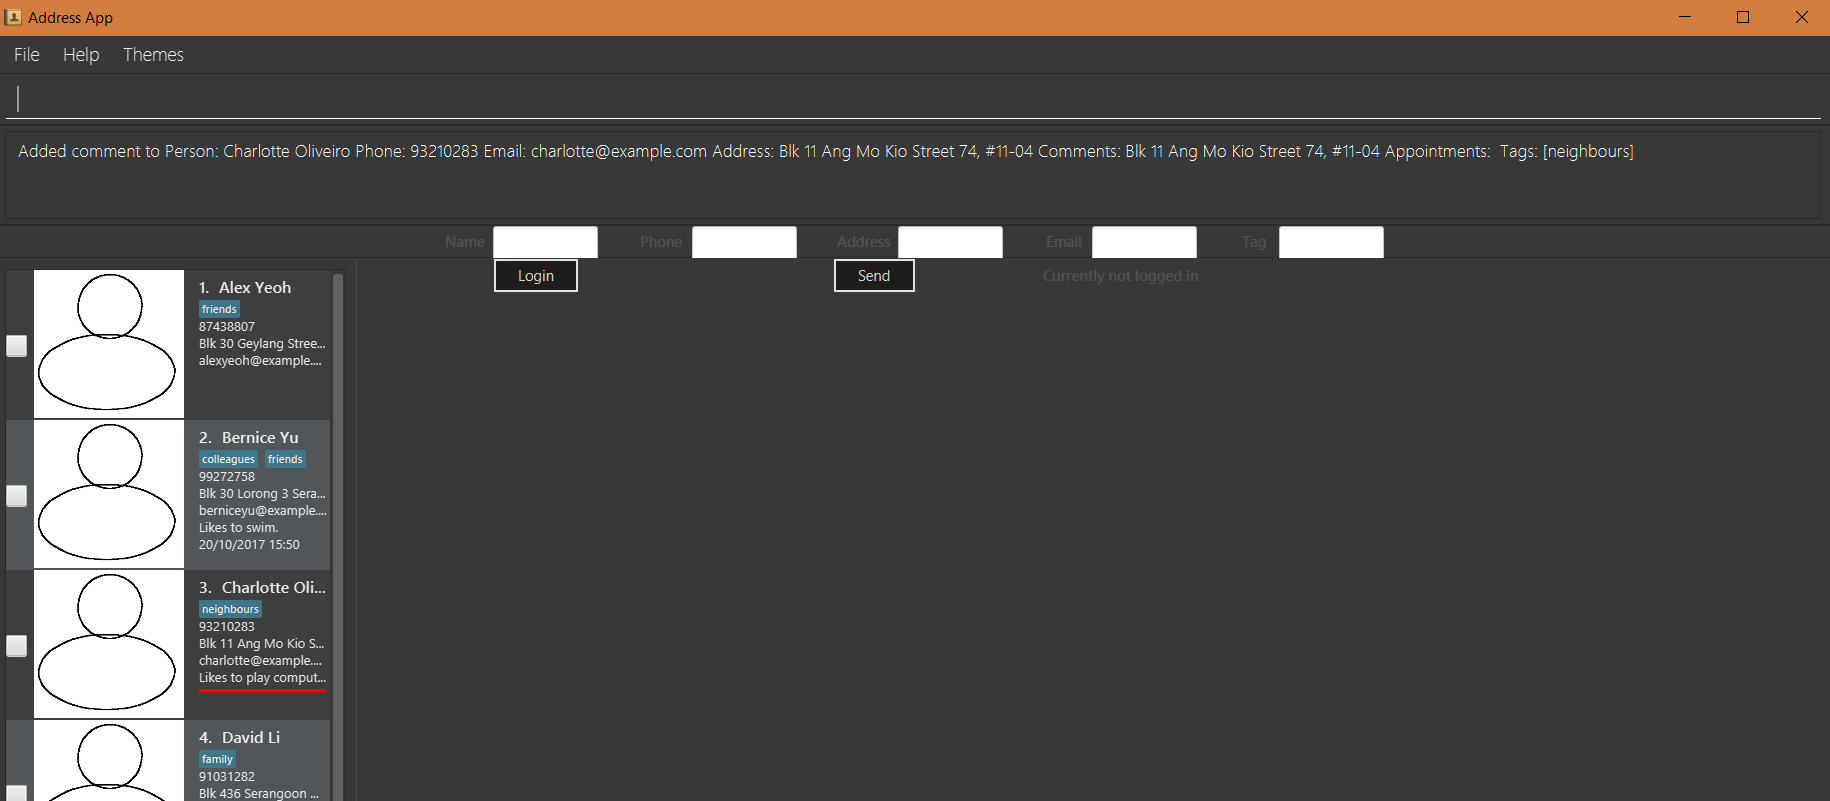 Address App
File Help Themes
Added comment to Person: Charlotte Oliveiro Phone: 93210283 Email: charlotte@example.com Address: Blk 11 Ang Mo Kio Street 74, #11-04 Comments: Blk 11 Ang Mo Kio Street 74, #11-04 Appointments: Tags: [neighbours]
Name Phone Address Email Tag
Login Send Currently not logged in
1. Alex Yeoh
friends
87438807
Blk 30 Geylang Stree...
alexyeoh@example....
2. Bernice Yu
colleagues friends
99272758
Blk 30 Lorong 3 Sera...
berniceyu@example....
Likes to swim.
20/10/2017 15:50
3. Charlotte Oli...
neighbours
93210283
Blk 11 Ang Mo Kio S...
charlotte@example....
Likes to play comput...
4. David Li
family
91031282
Blk 436 Serangoon ...